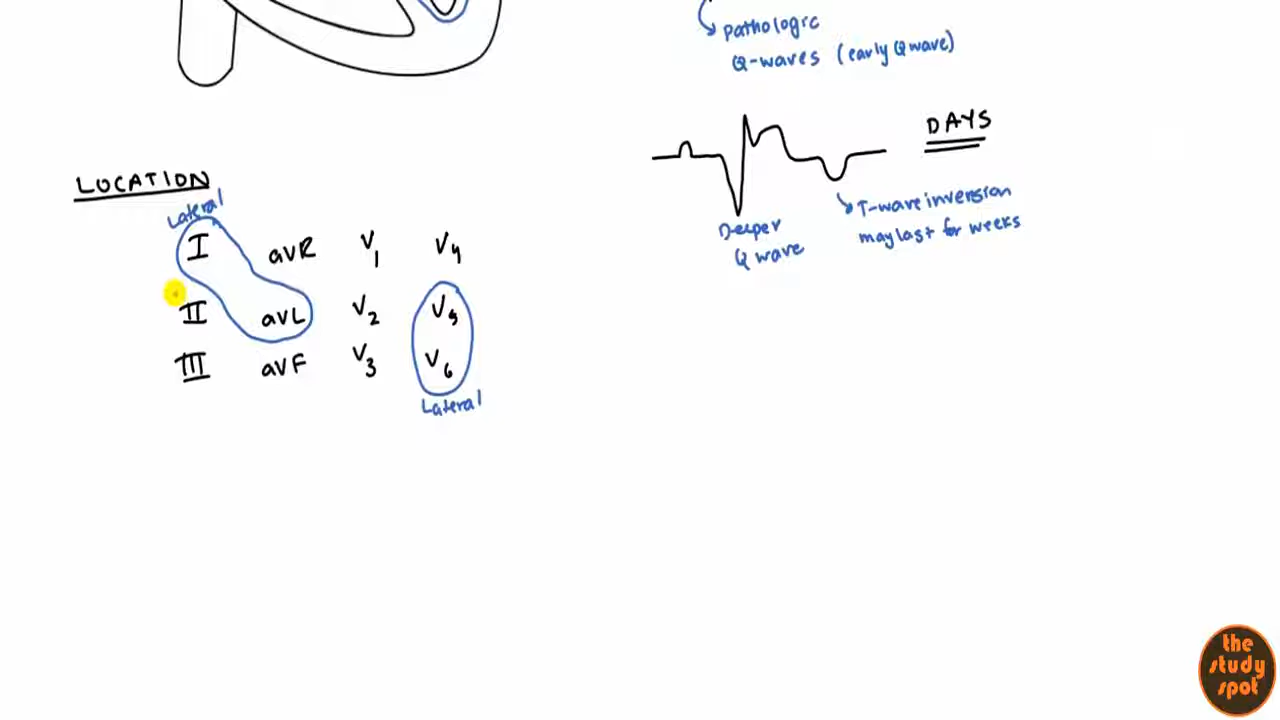 pathologic
Q-waves (early Q wave)
DAYS
T-wave inversion
may last for weeks
Deeper
Q wave
LOCATION
Lateral
I avR V1 V4
II avL V2 V5
III avF V3 V6
Lateral
the
study
spot